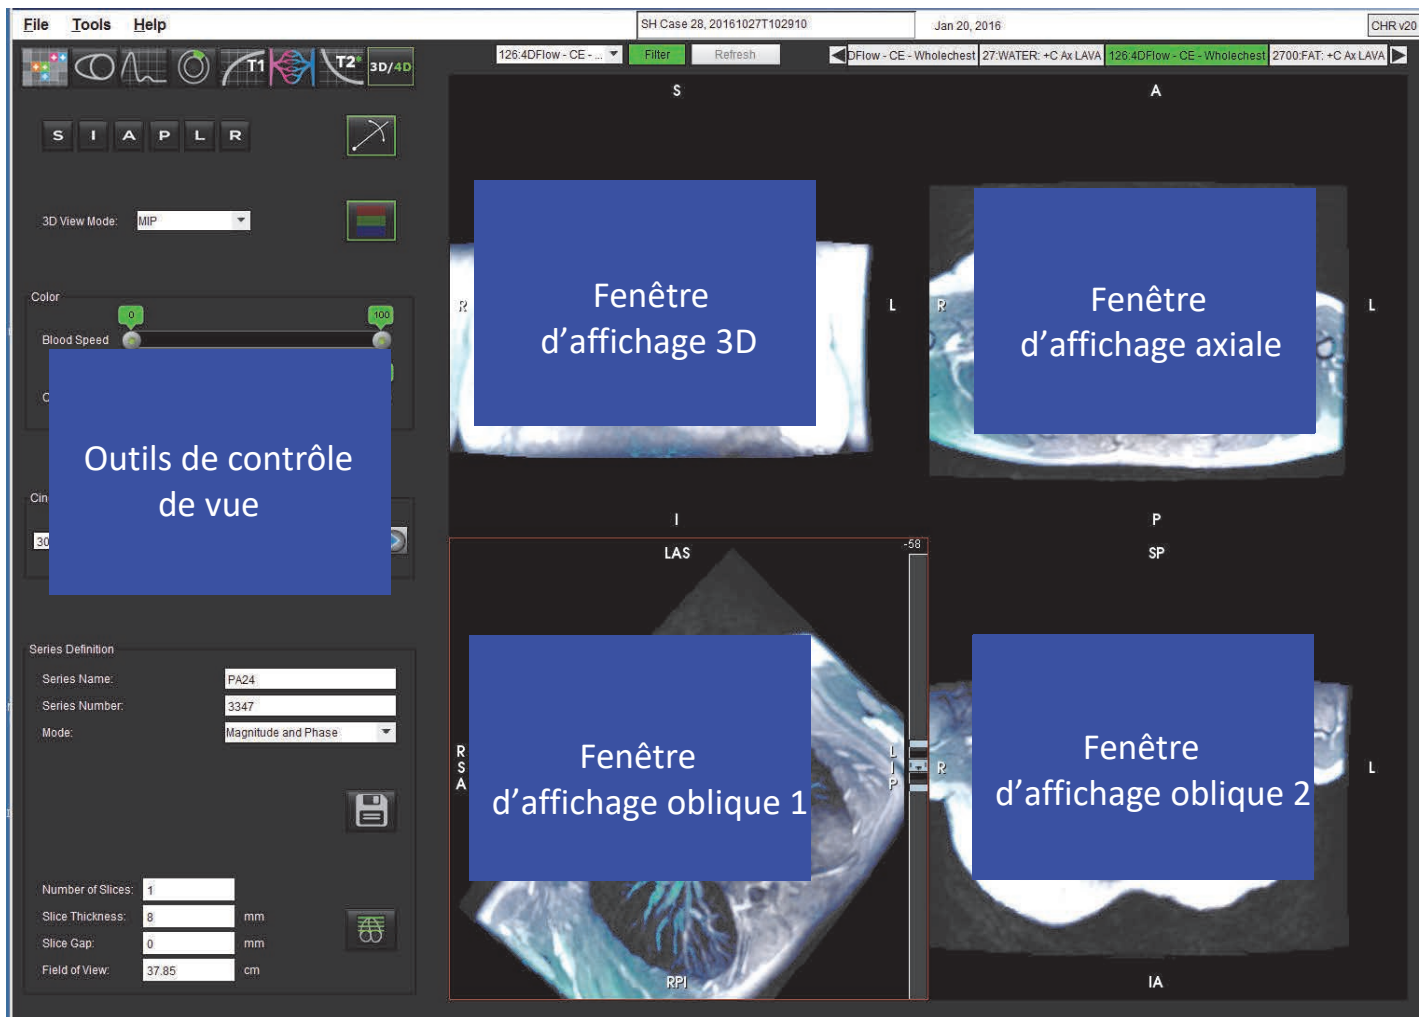 File Tools Help
SH Case 28, 20161027T102910
Jan 20, 2016
CHR v20
T1 T2* 3D/4D
126:4DFlow - CE - ... Filter Refresh
DFlow - CE - Wholechest 27:WATER: +C Ax LAVA 126:4DFlow - CE - Wholechest 2700:FAT: +C Ax LAVA
S I A P L R
3D View Mode: MIP
Color
0 100
Blood Speed
Outils de contrôle
de vue
Cin
30
Series Definition
Series Name: PA24
Series Number: 3347
Mode: Magnitude and Phase
Number of Slices: 1
Slice Thickness: 8 mm
Slice Gap: 0 mm
Field of View: 37.85 cm
S
R
L
I
Fenêtre
d’affichage 3D
A
R
L
P
Fenêtre
d’affichage axiale
LAS
-58
RSA
LIP
RPI
Fenêtre
d’affichage oblique 1
SP
R
L
IA
Fenêtre
d’affichage oblique 2